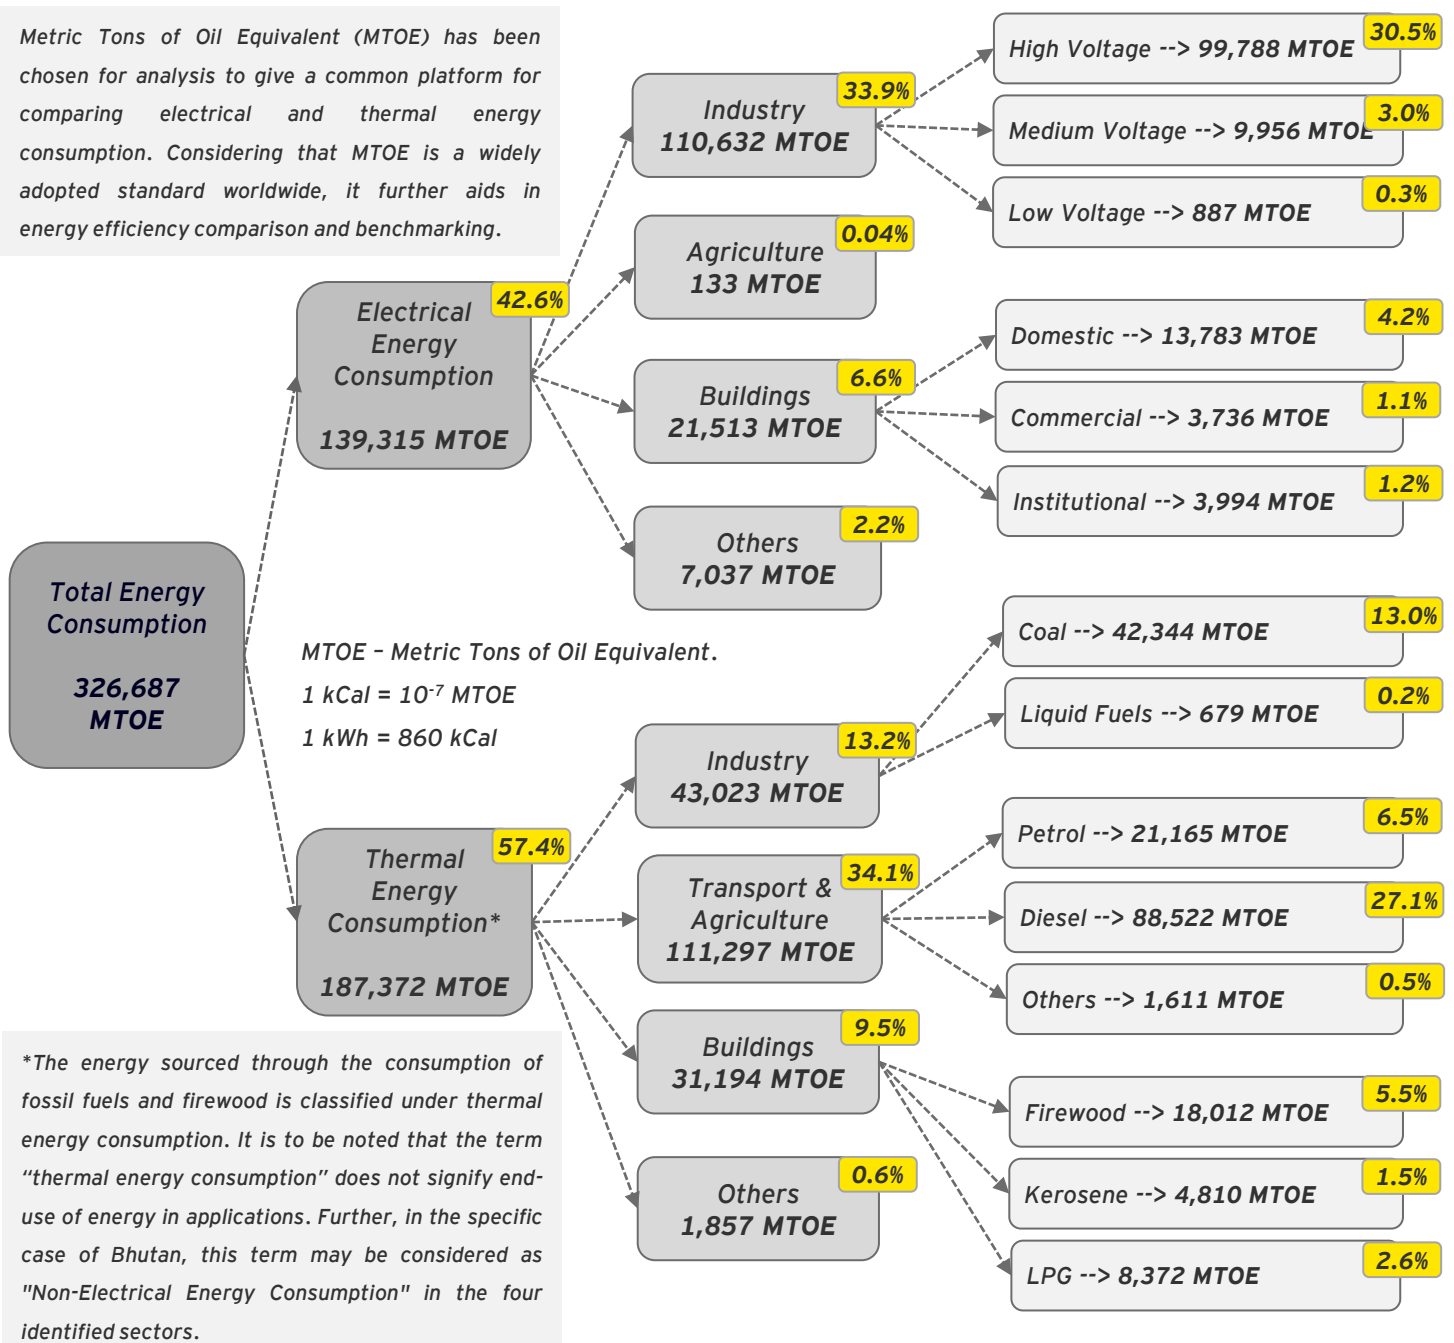 Metric Tons of Oil Equivalent (MTOE) has been
chosen for analysis to give a common platform for
comparing electrical and thermal energy
consumption. Considering that MTOE is a widely
adopted standard worldwide, it further aids in
energy efficiency comparison and benchmarking.
Total Energy
Consumption
326,687
MTOE
42.6%
Electrical
Energy
Consumption
139,315 MTOE
33.9%
Industry
110,632 MTOE
30.5%
High Voltage --> 99,788 MTOE
3.0%
Medium Voltage --> 9,956 MTOE
0.3%
Low Voltage --> 887 MTOE
0.04%
Agriculture
133 MTOE
6.6%
Buildings
21,513 MTOE
4.2%
Domestic --> 13,783 MTOE
1.1%
Commercial --> 3,736 MTOE
1.2%
Institutional --> 3,994 MTOE
2.2%
Others
7,037 MTOE
MTOE – Metric Tons of Oil Equivalent.
1 kCal = 10⁻⁷ MTOE
1 kWh = 860 kCal
57.4%
Thermal
Energy
Consumption*
187,372 MTOE
13.2%
Industry
43,023 MTOE
13.0%
Coal --> 42,344 MTOE
0.2%
Liquid Fuels --> 679 MTOE
34.1%
Transport &
Agriculture
111,297 MTOE
6.5%
Petrol --> 21,165 MTOE
27.1%
Diesel --> 88,522 MTOE
0.5%
Others --> 1,611 MTOE
9.5%
Buildings
31,194 MTOE
5.5%
Firewood --> 18,012 MTOE
1.5%
Kerosene --> 4,810 MTOE
2.6%
LPG --> 8,372 MTOE
0.6%
Others
1,857 MTOE
*The energy sourced through the consumption of
fossil fuels and firewood is classified under thermal
energy consumption. It is to be noted that the term
“thermal energy consumption” does not signify end-
use of energy in applications. Further, in the specific
case of Bhutan, this term may be considered as
"Non-Electrical Energy Consumption" in the four
identified sectors.